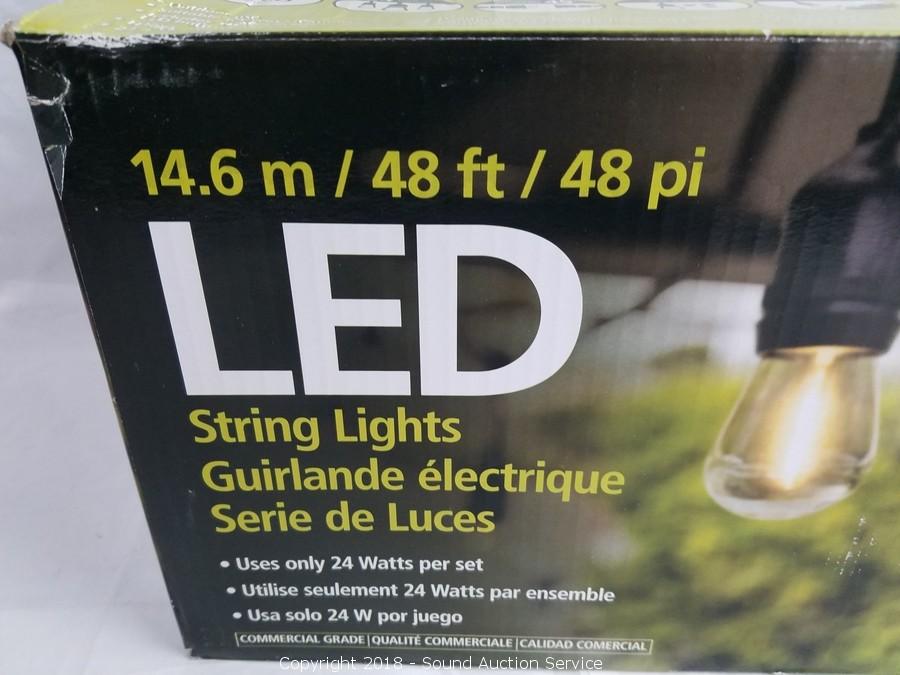 14.6 m / 48 ft / 48 pi
LED
String Lights
Guirlande électrique
Serie de Luces
• Uses only 24 Watts per set
• Utilise seulement 24 Watts par ensemble
• Usa solo 24 W por juego
COMMERCIAL GRADE | QUALITÉ COMMERCIALE | CALIDAD COMERCIAL
Copyright 2018 - Sound Auction Service